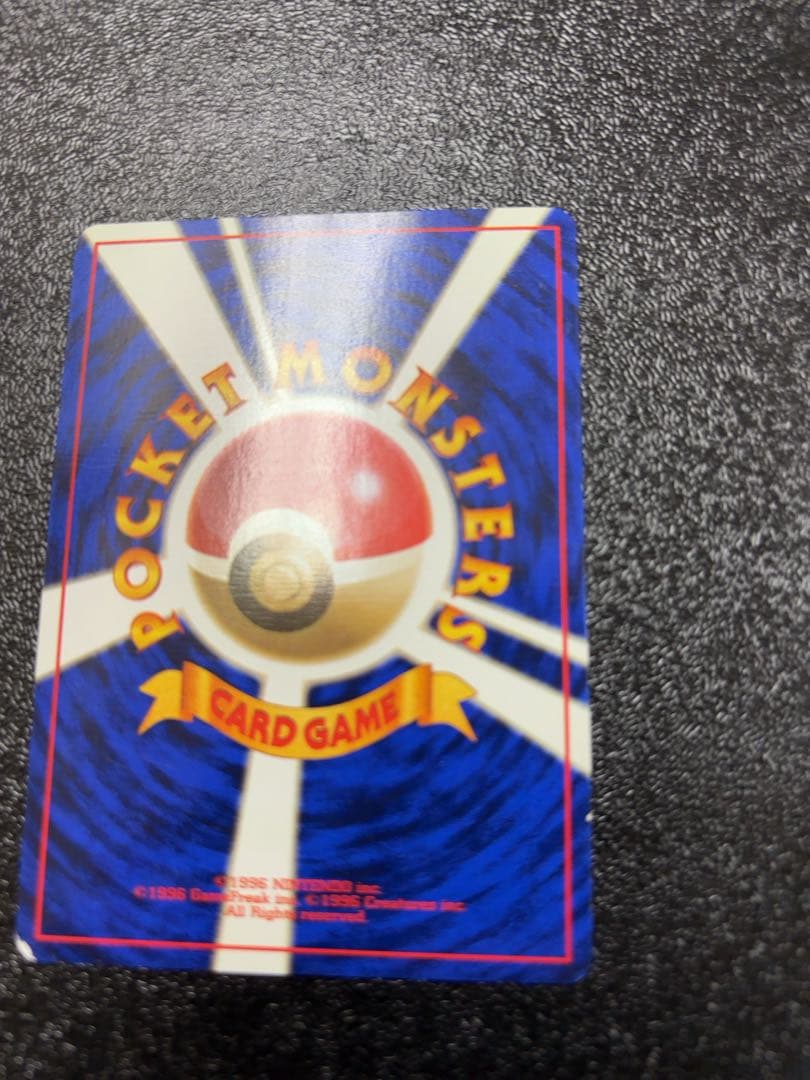 POCKET MONSTERS
CARD GAME
©1996 NINTENDO inc.
©1996 GameFreak inc. ©1996 Creatures inc.
All Rights reserved.